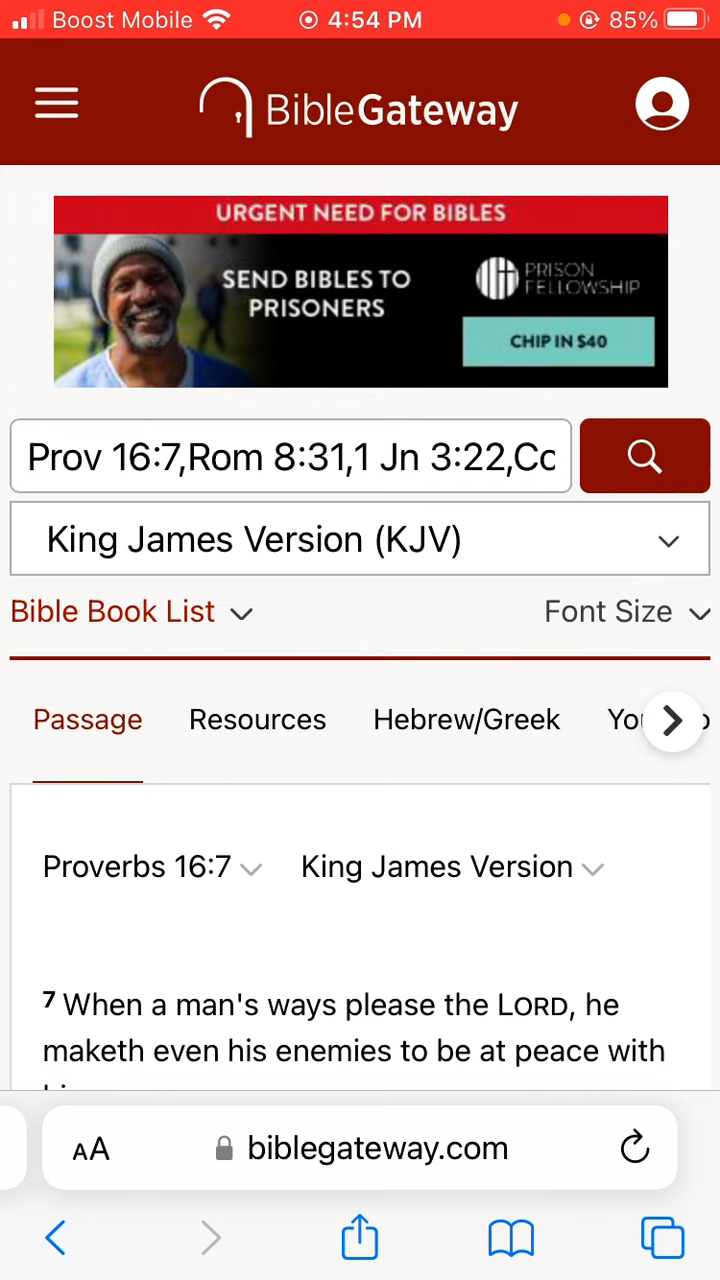 Boost Mobile 4:54 PM 85%
BibleGateway
URGENT NEED FOR BIBLES
SEND BIBLES TO
PRISONERS
PRISON
FELLOWSHIP
CHIP IN $40
Prov 16:7,Rom 8:31,1 Jn 3:22,Co
King James Version (KJV)
Bible Book List Font Size
Passage Resources Hebrew/Greek You
Proverbs 16:7 King James Version
7 When a man's ways please the LORD, he
maketh even his enemies to be at peace with
AA biblegateway.com